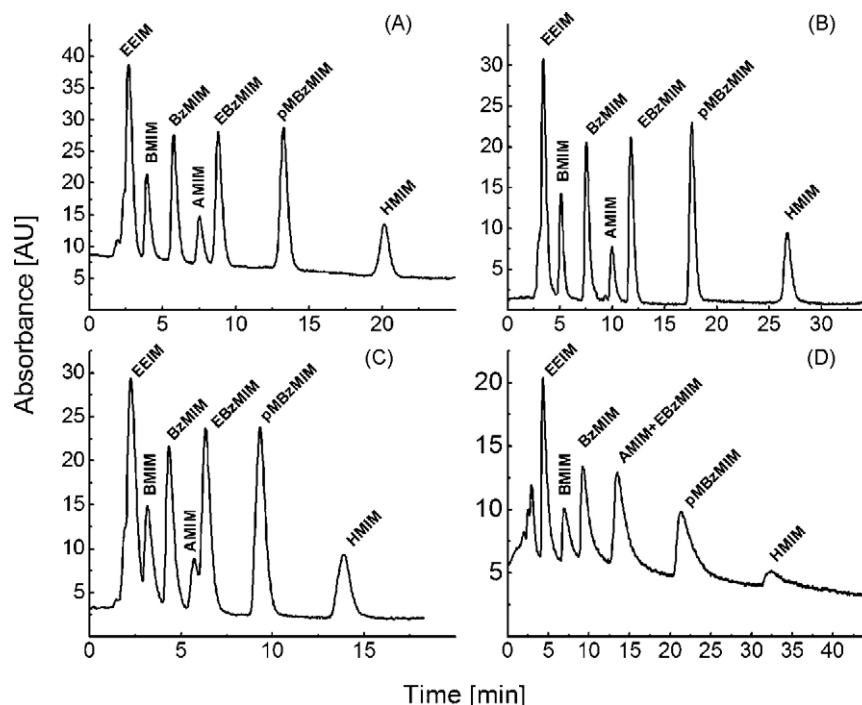 Absorbance [AU]
(A)
EEIM
BMIM
BzMIM
AMIM
EBzMIM
pMBzMIM
HMIM
40
35
30
25
20
15
10
5
0 5 10 15 20
(B)
EEIM
BMIM
BzMIM
AMIM
EBzMIM
pMBzMIM
HMIM
30
25
20
15
10
5
0 5 10 15 20 25 30
(C)
EEIM
BMIM
BzMIM
AMIM
EBzMIM
pMBzMIM
HMIM
30
25
20
15
10
5
0 5 10 15
(D)
EEIM
BMIM
BzMIM
AMIM+EBzMIM
pMBzMIM
HMIM
20
15
10
5
0 5 10 15 20 25 30 35 40
Time [min]